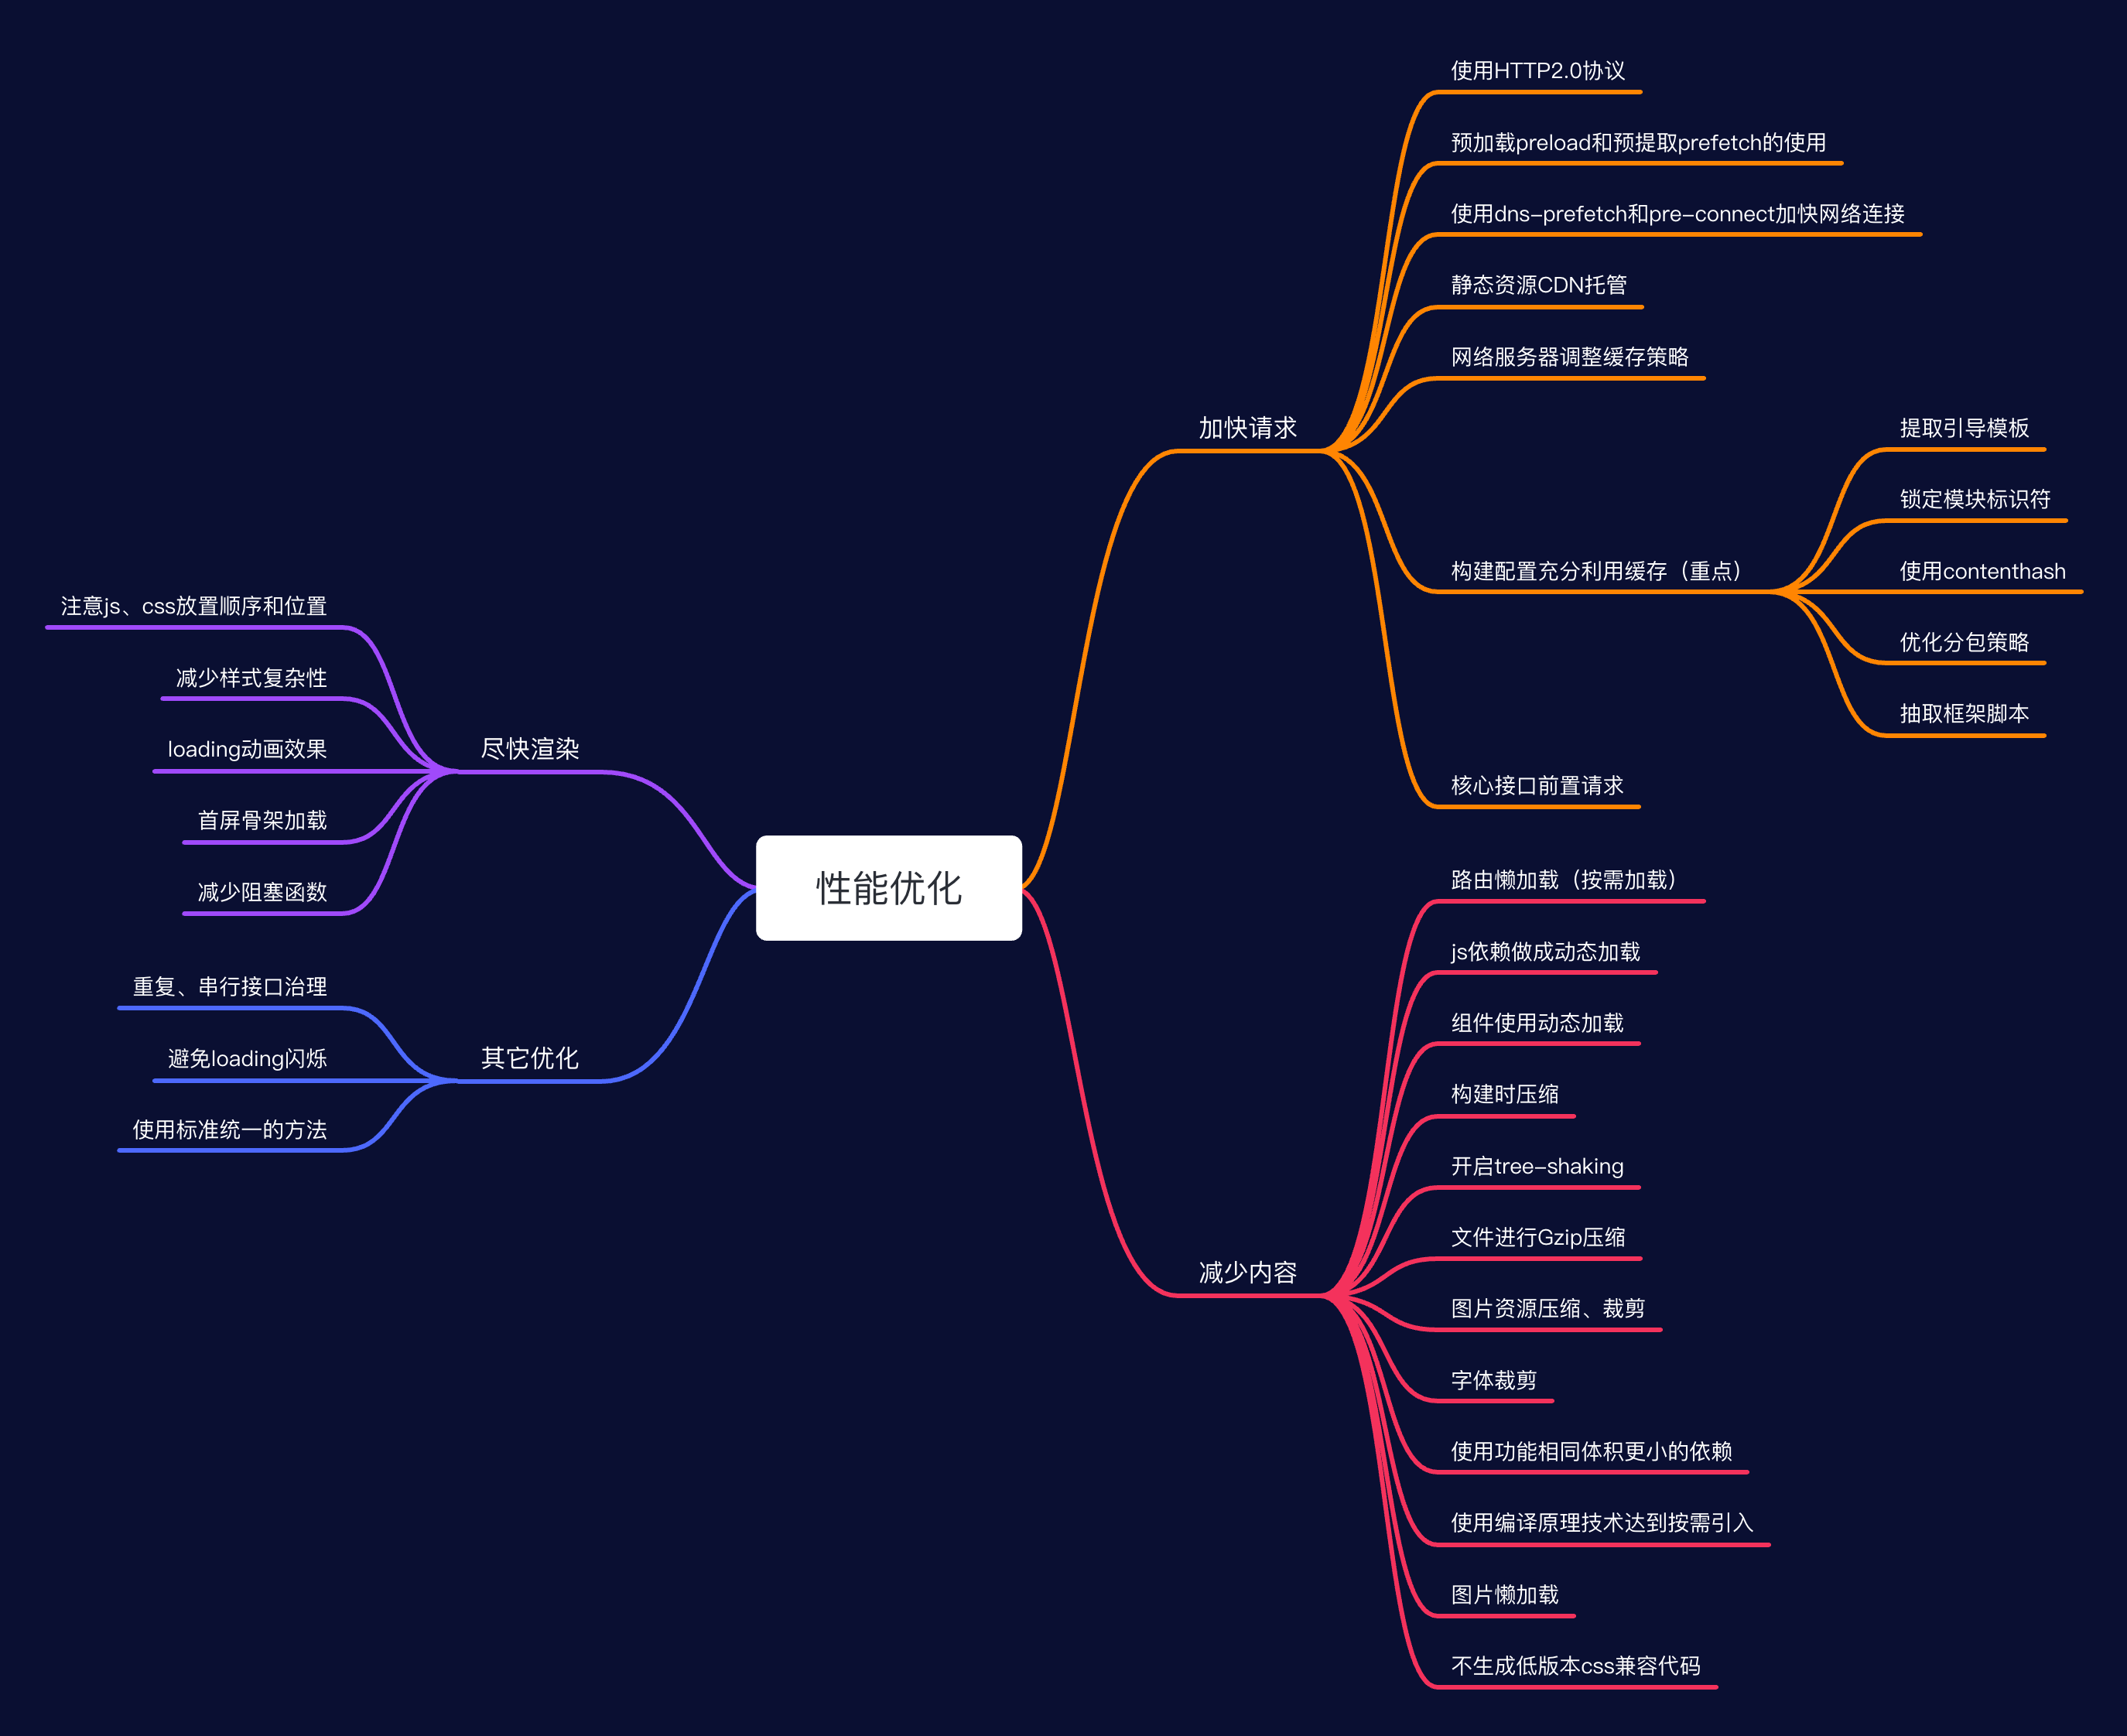 性能优化
加快请求
使用HTTP2.0协议
预加载preload和预提取prefetch的使用
使用dns-prefetch和pre-connect加快网络连接
静态资源CDN托管
网络服务器调整缓存策略
构建配置充分利用缓存（重点）
提取引导模板
锁定模块标识符
使用contenthash
优化分包策略
抽取框架脚本
核心接口前置请求
减少内容
路由懒加载（按需加载）
js依赖做成动态加载
组件使用动态加载
构建时压缩
开启tree-shaking
文件进行Gzip压缩
图片资源压缩、裁剪
字体裁剪
使用功能相同体积更小的依赖
使用编译原理技术达到按需引入
图片懒加载
不生成低版本css兼容代码
尽快渲染
注意js、css放置顺序和位置
减少样式复杂性
loading动画效果
首屏骨架加载
减少阻塞函数
其它优化
重复、串行接口治理
避免loading闪烁
使用标准统一的方法